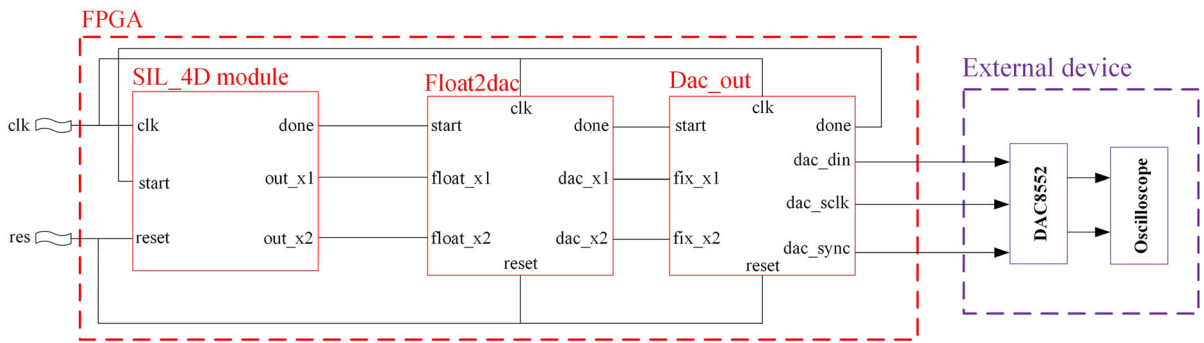 FPGA
External device
SIL_4D module
Float2dac
Dac_out
clk
clk
done
start
out_x1
out_x2
reset
res
clk
start
done
float_x1
dac_x1
float_x2
dac_x2
reset
clk
start
done
dac_din
fix_x1
dac_sclk
fix_x2
dac_sync
reset
DAC8552
Oscilloscope